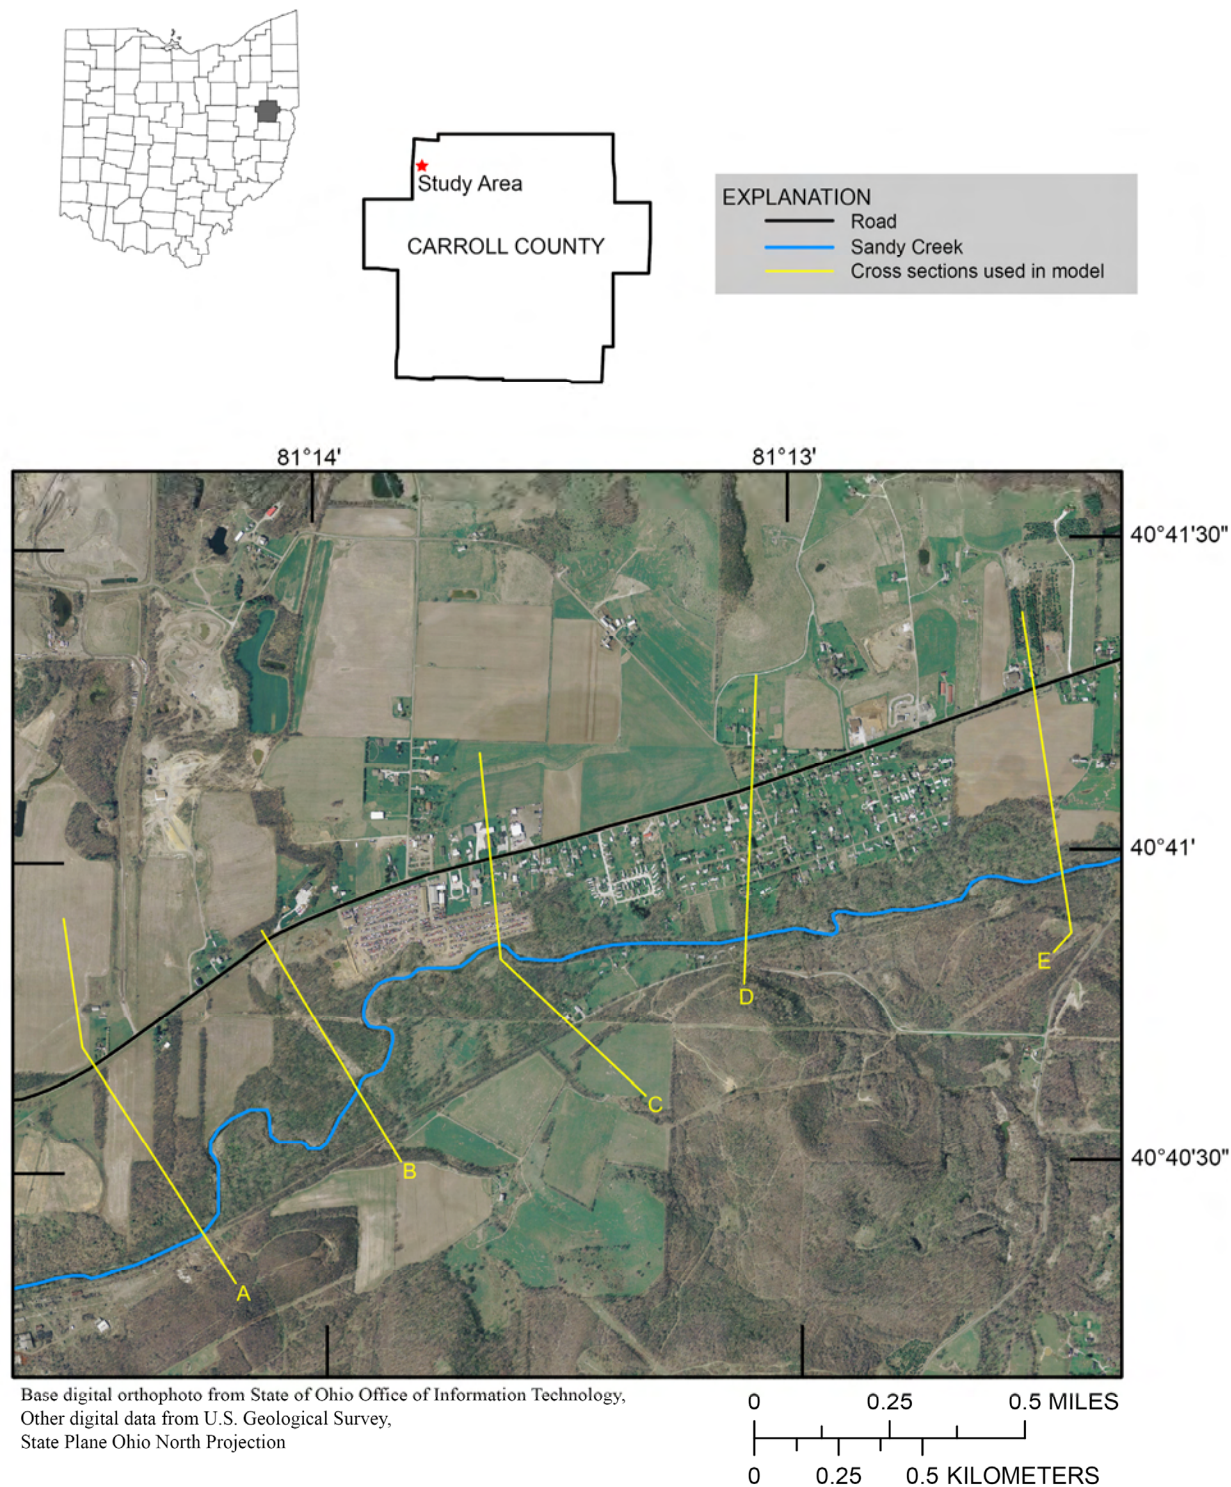 Study Area
CARROLL COUNTY
EXPLANATION
Road
Sandy Creek
Cross sections used in model
81°14'
81°13'
40°41'30"
40°41'
40°40'30"
A
B
C
D
E
Base digital orthophoto from State of Ohio Office of Information Technology,
Other digital data from U.S. Geological Survey,
State Plane Ohio North Projection
0 0.25 0.5 MILES
0 0.25 0.5 KILOMETERS